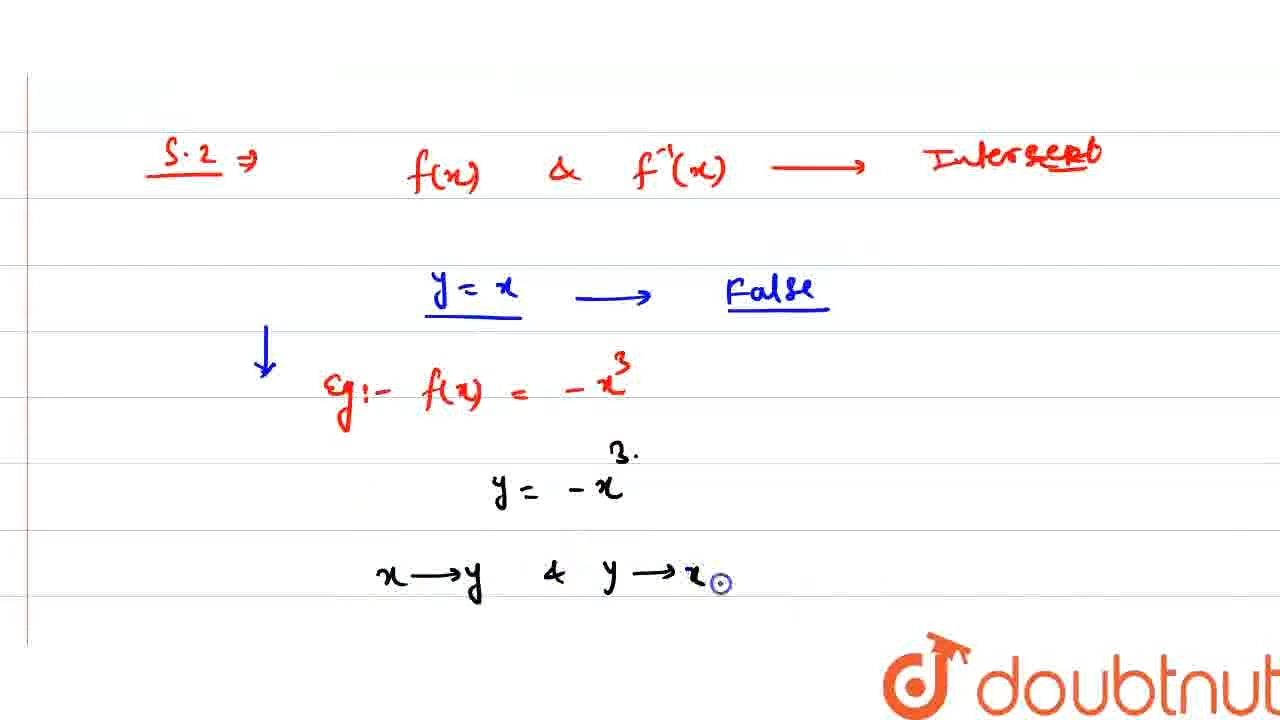 S.2 ⇒ f(x) & f⁻¹(x) ⟶ Intersect
y = x ⟶ False
↓ Eg:- f(x) = -x³
y = -x³.
x ⟶ y & y ⟶ x
doubtnut